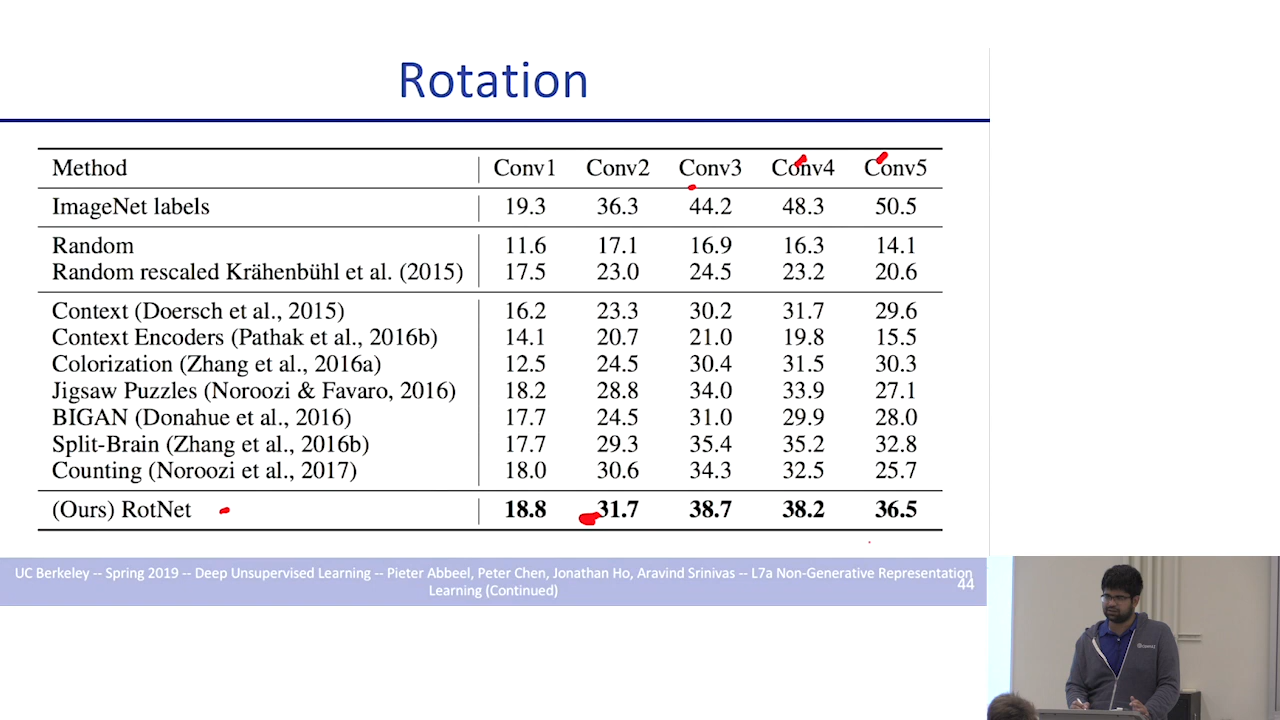 Rotation
Method Conv1 Conv2 Conv3 Conv4 Conv5
ImageNet labels 19.3 36.3 44.2 48.3 50.5
Random 11.6 17.1 16.9 16.3 14.1
Random rescaled Krähenbühl et al. (2015) 17.5 23.0 24.5 23.2 20.6
Context (Doersch et al., 2015) 16.2 23.3 30.2 31.7 29.6
Context Encoders (Pathak et al., 2016b) 14.1 20.7 21.0 19.8 15.5
Colorization (Zhang et al., 2016a) 12.5 24.5 30.4 31.5 30.3
Jigsaw Puzzles (Noroozi & Favaro, 2016) 18.2 28.8 34.0 33.9 27.1
BIGAN (Donahue et al., 2016) 17.7 24.5 31.0 29.9 28.0
Split-Brain (Zhang et al., 2016b) 17.7 29.3 35.4 35.2 32.8
Counting (Noroozi et al., 2017) 18.0 30.6 34.3 32.5 25.7
(Ours) RotNet 18.8 31.7 38.7 38.2 36.5
UC Berkeley -- Spring 2019 -- Deep Unsupervised Learning -- Pieter Abbeel, Peter Chen, Jonathan Ho, Aravind Srinivas -- L7a Non-Generative Representation
Learning (Continued)
44